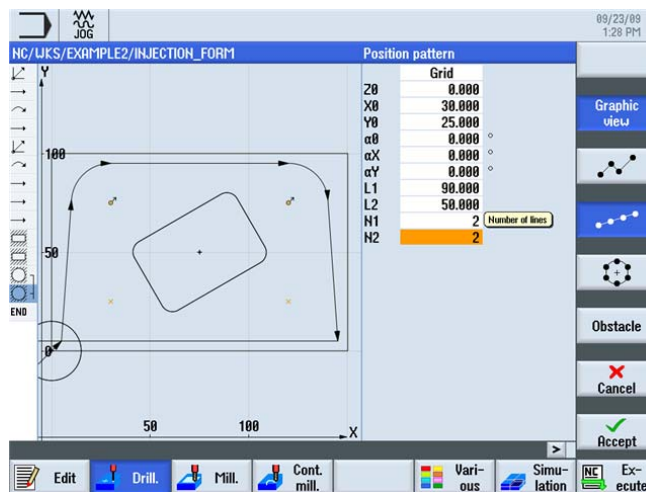 JOG
09/23/09
1:28 PM
NC/WKS/EXAMPLE2/INJECTION_FORM
Position pattern
Grid
Z0 0.000
X0 30.000
Y0 25.000
α0 0.000 °
αX 0.000 °
αY 0.000 °
L1 90.000
L2 50.000
N1 2 Number of lines
N2 2
Graphic
view
Obstacle
Cancel
Accept
Y
100
50
0
50 100 X
END
>
Edit
Drill.
Mill.
Cont.
mill.
Vari-
ous
Simu-
lation
NC Ex-
ecute